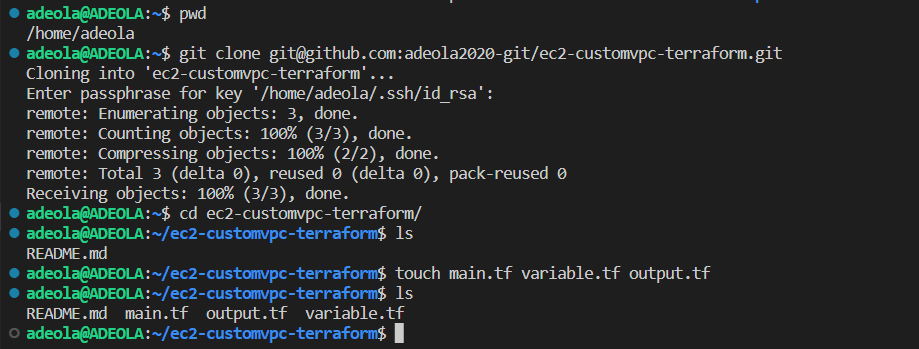 adeola@ADEOLA:~$ pwd
/home/adeola
adeola@ADEOLA:~$ git clone git@github.com:adeola2020-git/ec2-customvpc-terraform.git
Cloning into 'ec2-customvpc-terraform'...
Enter passphrase for key '/home/adeola/.ssh/id_rsa':
remote: Enumerating objects: 3, done.
remote: Counting objects: 100% (3/3), done.
remote: Compressing objects: 100% (2/2), done.
remote: Total 3 (delta 0), reused 0 (delta 0), pack-reused 0
Receiving objects: 100% (3/3), done.
adeola@ADEOLA:~$ cd ec2-customvpc-terraform/
adeola@ADEOLA:~/ec2-customvpc-terraform$ ls
README.md
adeola@ADEOLA:~/ec2-customvpc-terraform$ touch main.tf variable.tf output.tf
adeola@ADEOLA:~/ec2-customvpc-terraform$ ls
README.md  main.tf  output.tf  variable.tf
adeola@ADEOLA:~/ec2-customvpc-terraform$